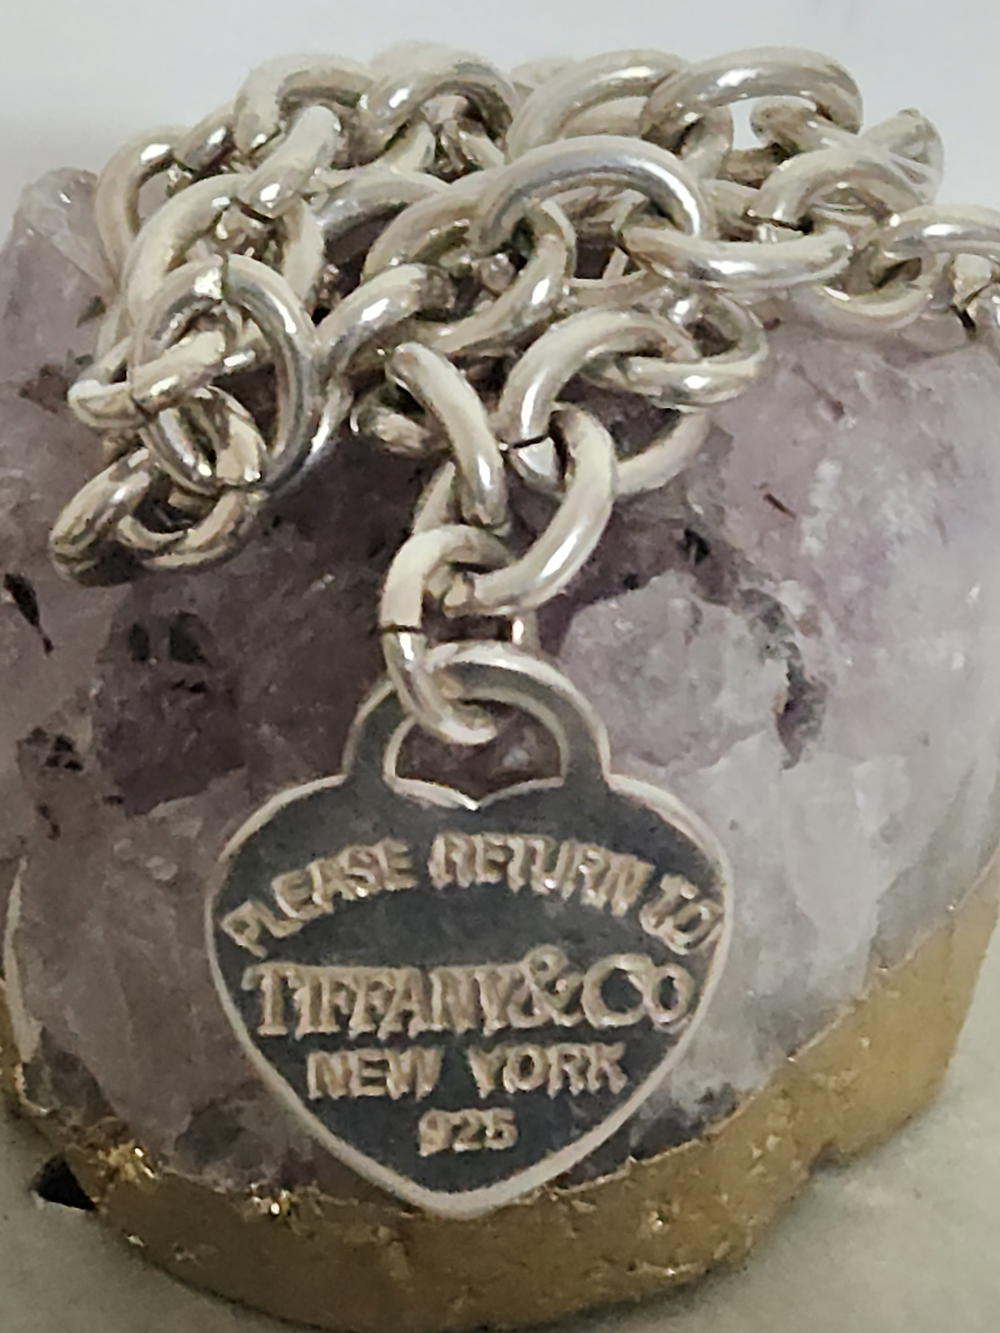 PLEASE RETURN TO
TIFFANY&CO
NEW YORK
925